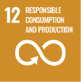 12 RESPONSIBLE
CONSUMPTION
AND PRODUCTION